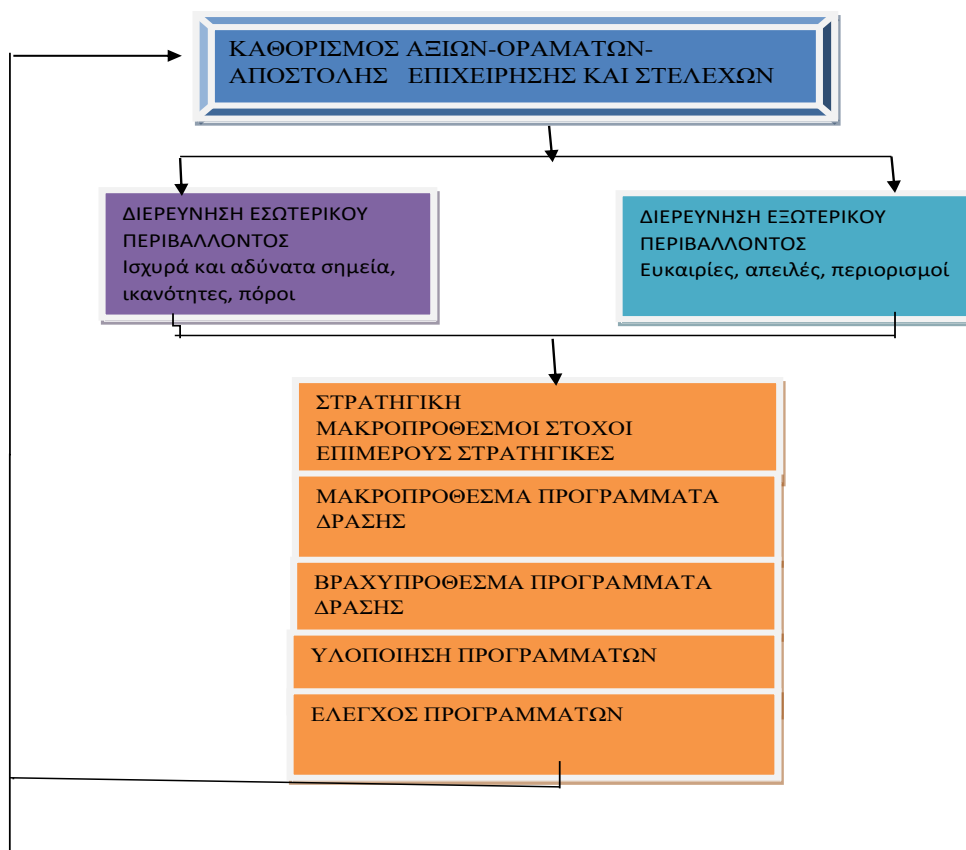 ΚΑΘΟΡΙΣΜΟΣ ΑΞΙΩΝ-ΟΡΑΜΑΤΩΝ-
ΑΠΟΣΤΟΛΗΣ ΕΠΙΧΕΙΡΗΣΗΣ ΚΑΙ ΣΤΕΛΕΧΩΝ
ΔΙΕΡΕΥΝΗΣΗ ΕΣΩΤΕΡΙΚΟΥ
ΠΕΡΙΒΑΛΛΟΝΤΟΣ
Ισχυρά και αδύνατα σημεία,
ικανότητες, πόροι
ΔΙΕΡΕΥΝΗΣΗ ΕΞΩΤΕΡΙΚΟΥ
ΠΕΡΙΒΑΛΛΟΝΤΟΣ
Ευκαιρίες, απειλές, περιορισμοί
ΣΤΡΑΤΗΓΙΚΗ
ΜΑΚΡΟΠΡΟΘΕΣΜΟΙ ΣΤΟΧΟΙ
ΕΠΙΜΕΡΟΥΣ ΣΤΡΑΤΗΓΙΚΕΣ
ΜΑΚΡΟΠΡΟΘΕΣΜΑ ΠΡΟΓΡΑΜΜΑΤΑ
ΔΡΑΣΗΣ
ΒΡΑΧΥΠΡΟΘΕΣΜΑ ΠΡΟΓΡΑΜΜΑΤΑ
ΔΡΑΣΗΣ
ΥΛΟΠΟΙΗΣΗ ΠΡΟΓΡΑΜΜΑΤΩΝ
ΕΛΕΓΧΟΣ ΠΡΟΓΡΑΜΜΑΤΩΝ